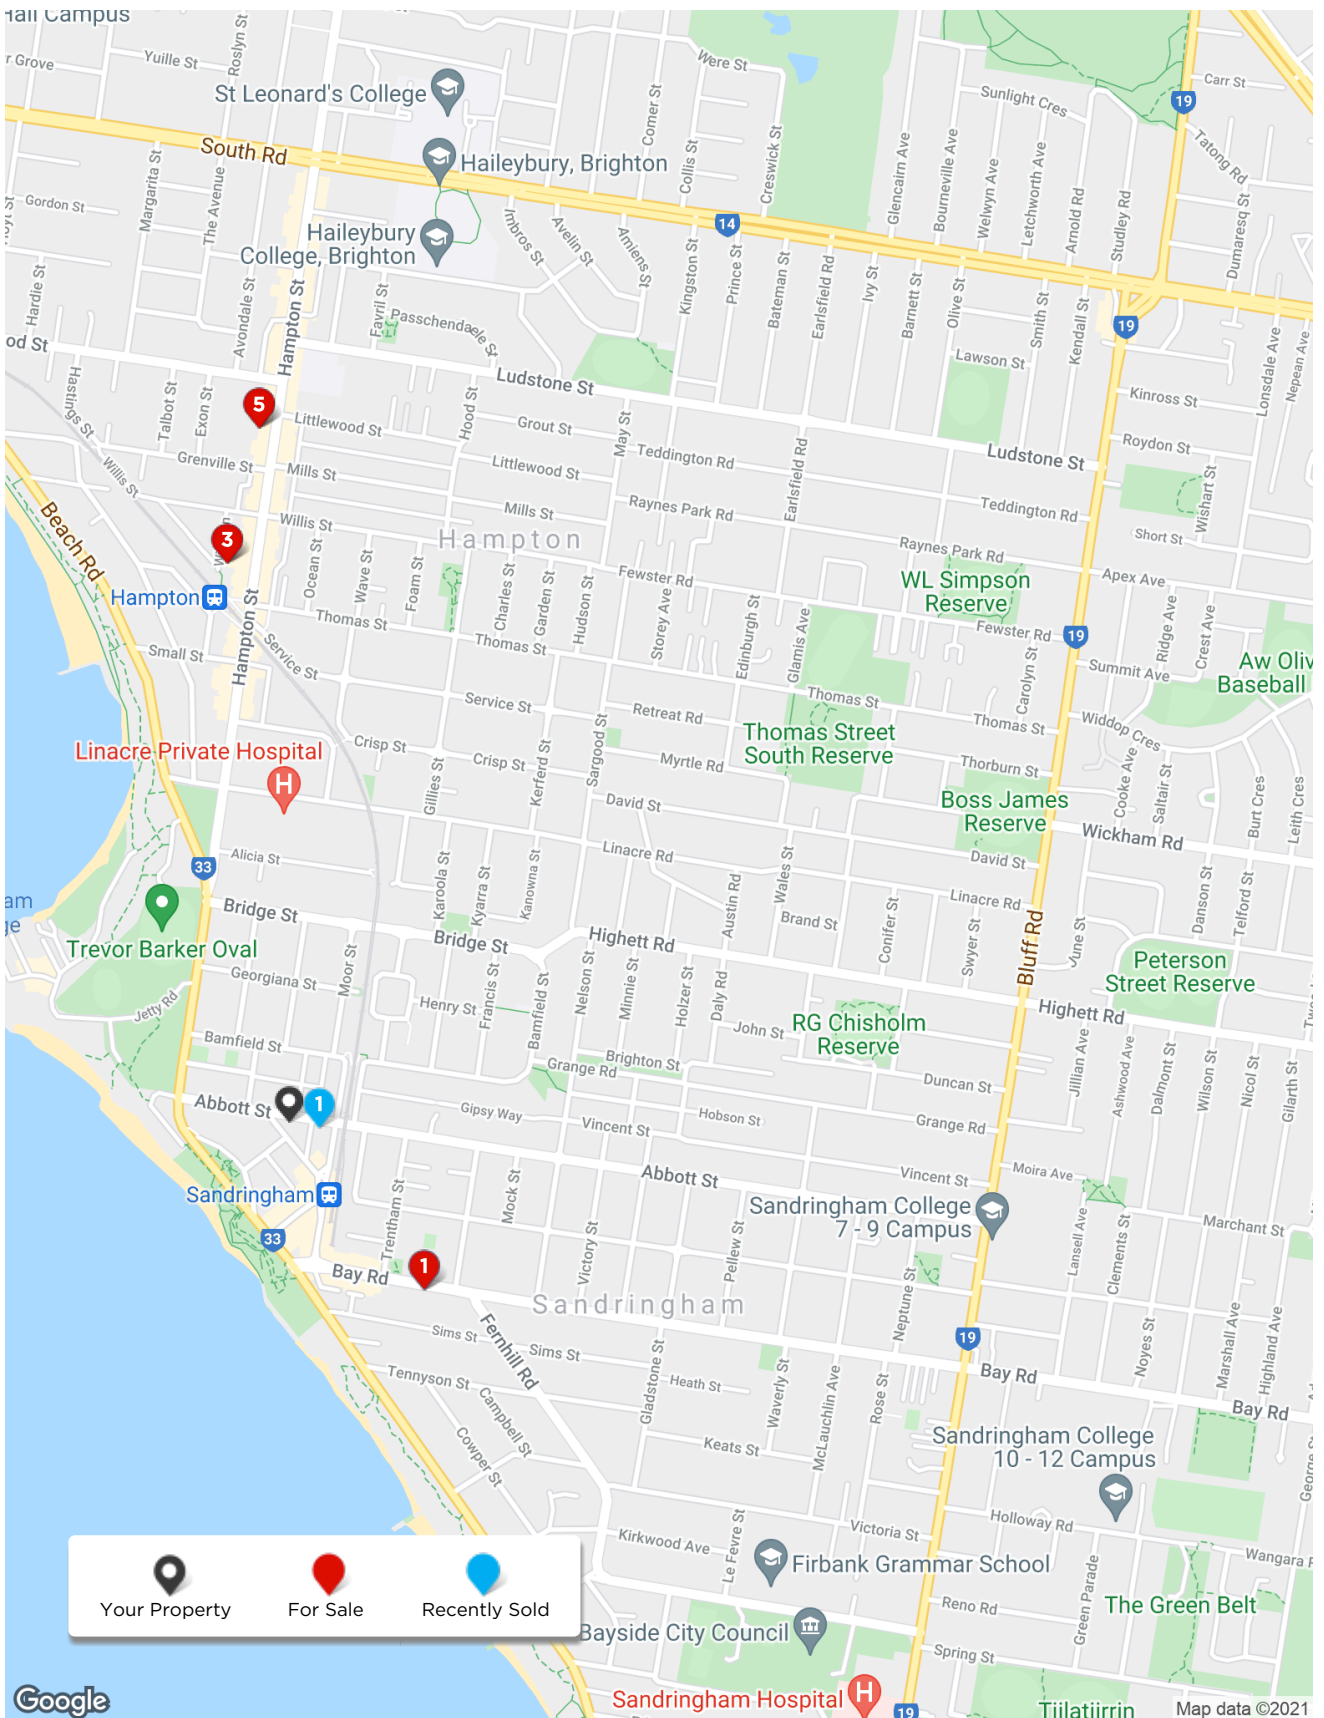 Hall Campus
r Grove
Yuille St
Roslyn St
St Leonard's College
Were St
Comer St
Sunlight Cres
19
Carr St
Tatong Rd
South Rd
Haileybury, Brighton
Collis St
Creswick St
Glencairn Ave
Bourneville Ave
Welwyn Ave
Letchworth Ave
Arnold Rd
Studley Rd
Dumaresq St
Margarita St
The Avenue
Gordon St
Hardie St
Haileybury
College, Brighton
Imbros St
Avelin St
Amiens St
14
Kingston St
Prince St
Bateman St
Earlsfield Rd
Ivy St
Barnett St
Olive St
Smith St
Kendall St
19
Lonsdale Ave
Nepean Ave
Avondale St
Hampton St
Favril St
Passchendaele St
od St
Hastings St
Talbot St
Exon St
5
Ludstone St
Lawson St
Kinross St
Littlewood St
Hood St
Grout St
May St
Teddington Rd
Earlsfield Rd
Ludstone St
Roydon St
Wishart St
Grenville St
Mills St
Littlewood St
Willis St
Mills St
Raynes Park Rd
Teddington Rd
Short St
Beach Rd
3
Willis St
Hampton
Raynes Park Rd
Apex Ave
Ocean St
Wave St
Foam St
Charles St
Garden St
Hudson St
Fewster Rd
WL Simpson
Reserve
Hampton
Hampton St
Thomas St
Thomas St
Storey Ave
Edinburgh St
Glamis Ave
Fewster Rd
19
Ridge Ave
Crest Ave
Small St
Service St
Summit Ave
Carolyn St
Aw Oliv
Baseball
Service St
Retreat Rd
Thomas St
Thomas St
Widdop Cres
Thomas Street
South Reserve
Linacre Private Hospital
Crisp St
Crisp St
Gillies St
Kerferd St
Sargood St
Myrtle Rd
Thorburn St
Cooke Ave
Saltair St
Burt Cres
Leith Cres
David St
Boss James
Reserve
Wickham Rd
33
Alicia St
Linacre Rd
David St
Karoola St
Kyarra St
Kanowna St
Austin Rd
Wales St
Linacre Rd
Danson St
Telford St
am
ge
Trevor Barker Oval
Bridge St
Bridge St
Highett Rd
Brand St
Conifer St
Swyer St
Bluff Rd
June St
Georgiana St
Moor St
Jetty Rd
Henry St
Francis St
Bamfield St
Nelson St
Minnie St
Holzer St
Daly Rd
Peterson
Street Reserve
Highett Rd
RG Chisholm
Reserve
John St
Bamfield St
Grange Rd
Brighton St
Duncan St
Jillian Ave
Ashwood Ave
Dalmont St
Wilson St
Nicol St
Gilarth St
Abbott St
1
Gipsy Way
Vincent St
Hobson St
Grange Rd
Abbott St
Vincent St
Moira Ave
Sandringham
Trentham St
Mock St
Victory St
Pellew St
Sandringham College
7 - 9 Campus
Lansell Ave
Clements St
Marchant St
33
Bay Rd
1
Sandringham
Neptune St
19
Noyes St
Marshall Ave
Highland Ave
Sims St
Sims St
Fernhill Rd
Tennyson St
Campbell St
Cowper St
Gladstone St
Heath St
Waverly St
McLauchlin Ave
Rose St
Bay Rd
Bay Rd
Keats St
Sandringham College
10 - 12 Campus
George St
Kirkwood Ave
Le Fevre St
Victoria St
Holloway Rd
Wangara R
Firbank Grammar School
Green Parade
The Green Belt
Reno Rd
Your Property
For Sale
Recently Sold
Bayside City Council
Spring St
Google
Sandringham Hospital
19
Tjilatjirrin
Map data ©2021